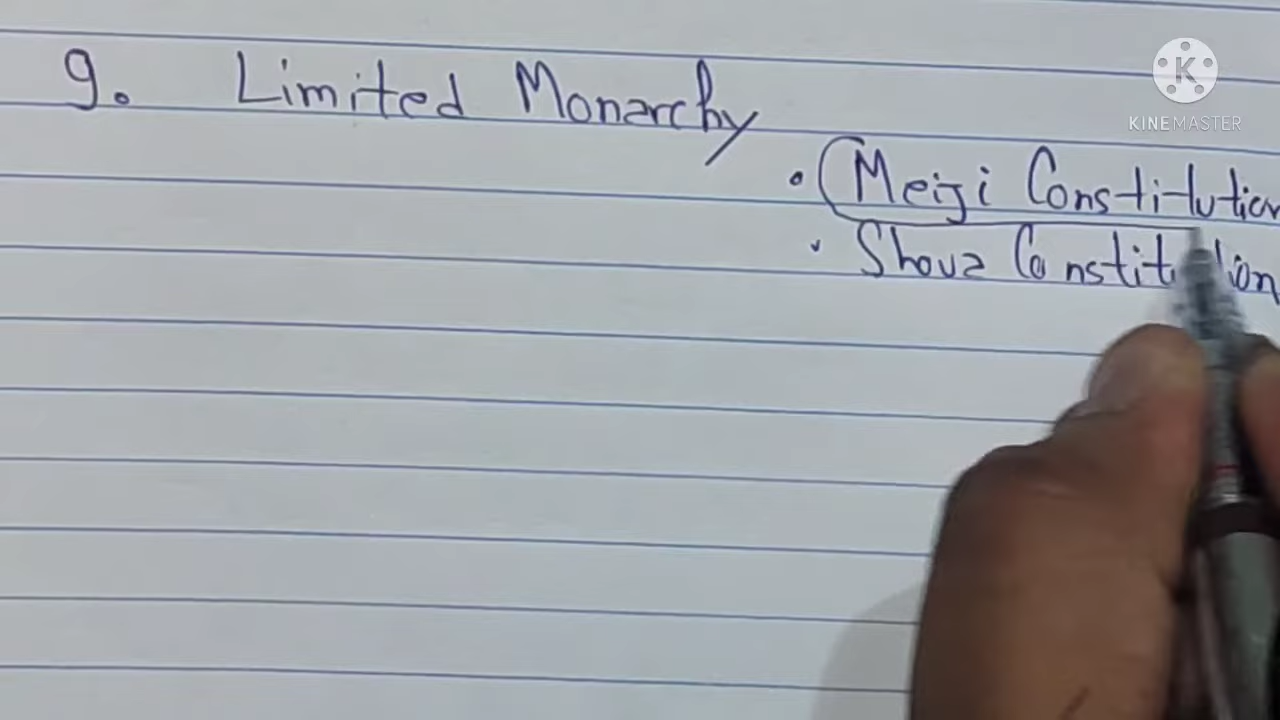 9. Limited Monarchy
K
KINEMASTER
• Meiji Constitution
• Showa Constitution